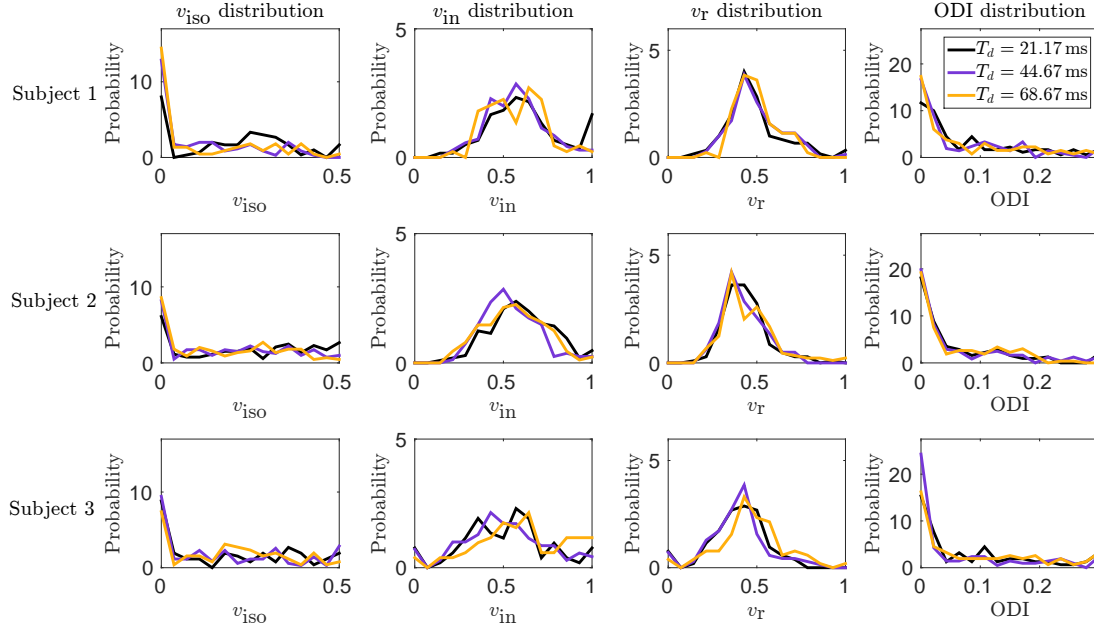 v_iso distribution
v_in distribution
v_r distribution
ODI distribution
Subject 1
Probability
10
0
0
0.5
v_iso
Probability
5
0
0
0.5
1
v_in
Probability
5
0
0
0.5
1
v_r
Probability
20
10
0
0
0.1
0.2
ODI
T_d = 21.17 ms
T_d = 44.67 ms
T_d = 68.67 ms
Subject 2
Probability
10
0
0
0.5
v_iso
Probability
5
0
0
0.5
1
v_in
Probability
5
0
0
0.5
1
v_r
Probability
20
10
0
0
0.1
0.2
ODI
Subject 3
Probability
10
0
0
0.5
v_iso
Probability
5
0
0
0.5
1
v_in
Probability
5
0
0
0.5
1
v_r
Probability
20
10
0
0
0.1
0.2
ODI